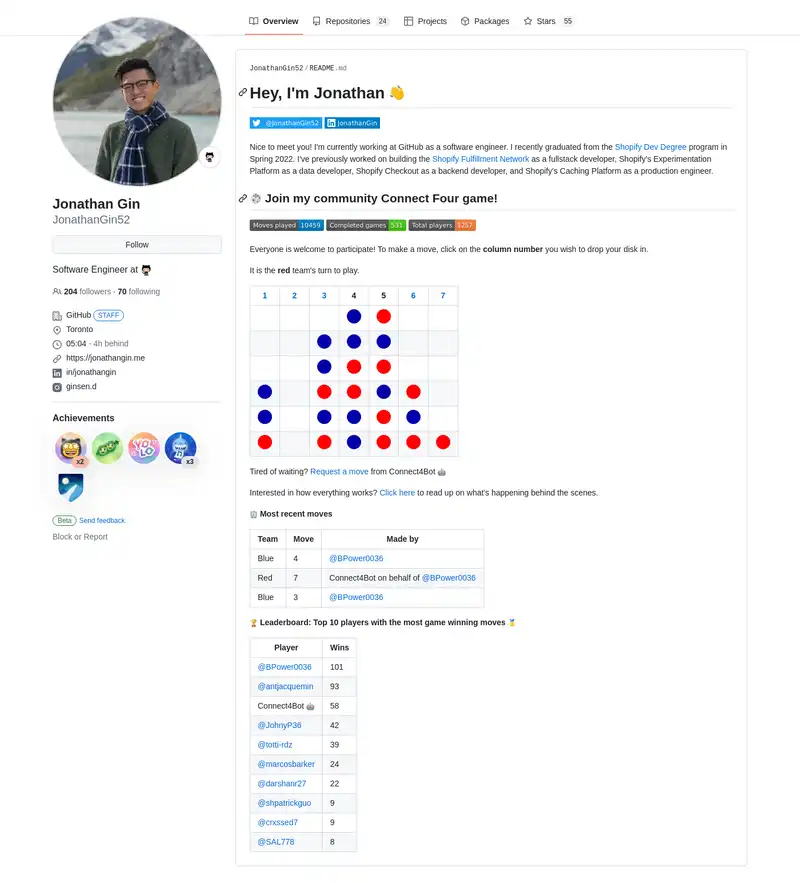 Overview
Repositories 24
Projects
Packages
Stars 55
Jonathan Gin
JonathanGin52
Follow
Software Engineer at
204 followers · 70 following
GitHub STAFF
Toronto
05:04 - 4h behind
https://jonathangin.me
in/jonathangin
ginsen.d
Achievements
x2
x3
Beta Send feedback
Block or Report
JonathanGin52 / README.md
Hey, I'm Jonathan 👋
@JonathanGin52 JonathanGin
Nice to meet you! I'm currently working at GitHub as a software engineer. I recently graduated from the Shopify Dev Degree program in
Spring 2022. I've previously worked on building the Shopify Fulfillment Network as a fullstack developer, Shopify's Experimentation
Platform as a data developer, Shopify Checkout as a backend developer, and Shopify's Caching Platform as a production engineer.
Join my community Connect Four game!
Moves played 10459 Completed games 531 Total players 5257
Everyone is welcome to participate! To make a move, click on the column number you wish to drop your disk in.
It is the red team's turn to play.
1 2 3 4 5 6 7
Tired of waiting? Request a move from Connect4Bot 🤖
Interested in how everything works? Click here to read up on what's happening behind the scenes.
Most recent moves
Team Move Made by
Blue 4 @BPower0036
Red 7 Connect4Bot on behalf of @BPower0036
Blue 3 @BPower0036
🏆 Leaderboard: Top 10 players with the most game winning moves 🏅
Player Wins
@BPower0036 101
@antjacquemin 93
Connect4Bot 🤖 58
@JohnyP36 42
@totti-rdz 39
@marcosbarker 24
@darshanr27 22
@shpatrickguo 9
@crxssed7 9
@SAL778 8